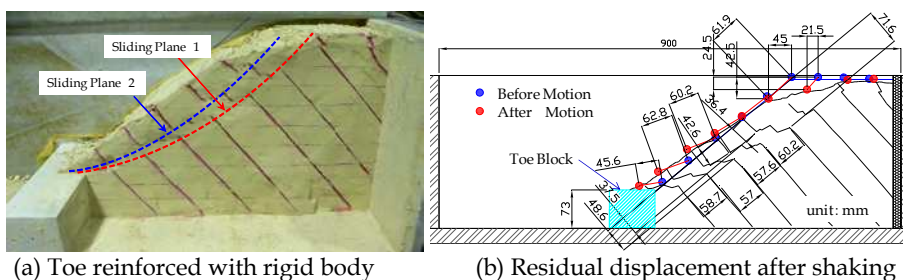 Sliding Plane 1
Sliding Plane 2
(a) Toe reinforced with rigid body
900
61.9
45
21.5
71.6
24.5
42.5
Before Motion
After Motion
60.2
36.4
62.8
42.6
Toe Block
45.6
37.5
73
48.6
58.7
57.
57.6
60.2
unit: mm
(b) Residual displacement after shaking